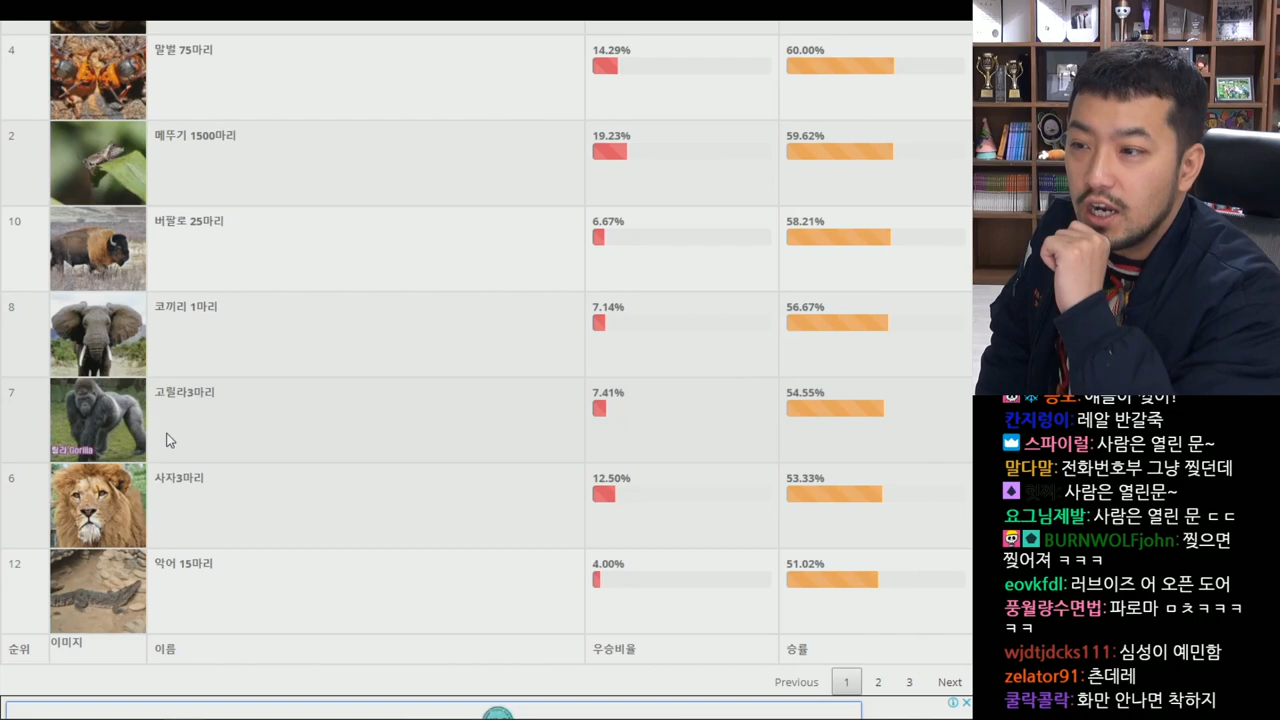 4 말벌 75마리 14.29% 60.00%
2 메뚜기 1500마리 19.23% 59.62%
10 버팔로 25마리 6.67% 58.21%
8 코끼리 1마리 7.14% 56.67%
7 고릴라3마리 7.41% 54.55%
릴라 Gorilla
6 사자3마리 12.50% 53.33%
12 악어 15마리 4.00% 51.02%
순위 이미지 이름 우승비율 승률
Previous 1 2 3 Next
칸지렁이: 레알 반갈죽
스파이럴: 사람은 열린 문~
말다말: 전화번호부 그냥 찢던데
사람은 열린문~
요그님제발: 사람은 열린 문 ㄷㄷ
BURNWOLFjohn: 찢으면
찢어져 ㅋㅋㅋ
eovkfdl: 러브이즈 어 오픈 도어
풍월량수면법: 파로마 ㅁㅊㅋㅋㅋ
ㅋㅋ
wjdtjdcks111: 심성이 예민함
zelator91: 츤데레
쿨락콜락: 화만 안나면 착하지